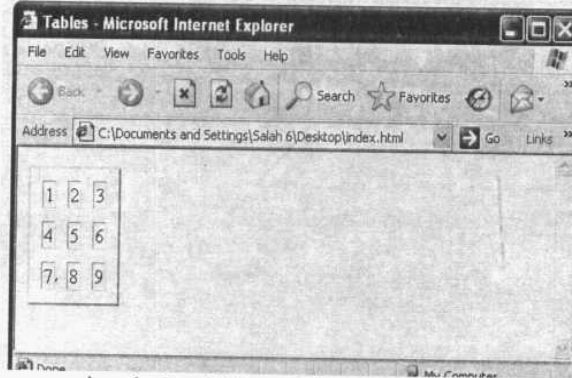 Tables - Microsoft Internet Explorer
File Edit View Favorites Tools Help
Back Search Favorites
Address C:\Documents and Settings\Salah 6\Desktop\index.html Go Links »
1 2 3
4 5 6
7. 8 9
Done My Computer